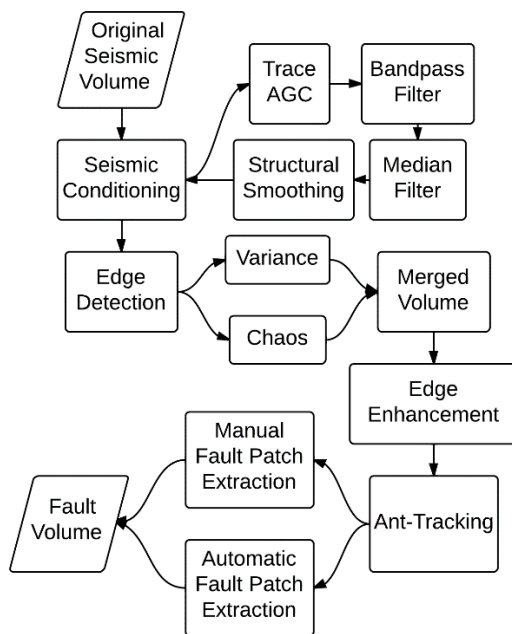 Original
Seismic
Volume
Trace
AGC
Bandpass
Filter
Seismic
Conditioning
Structural
Smoothing
Median
Filter
Edge
Detection
Variance
Chaos
Merged
Volume
Edge
Enhancement
Manual
Fault Patch
Extraction
Fault
Volume
Ant-Tracking
Automatic
Fault Patch
Extraction